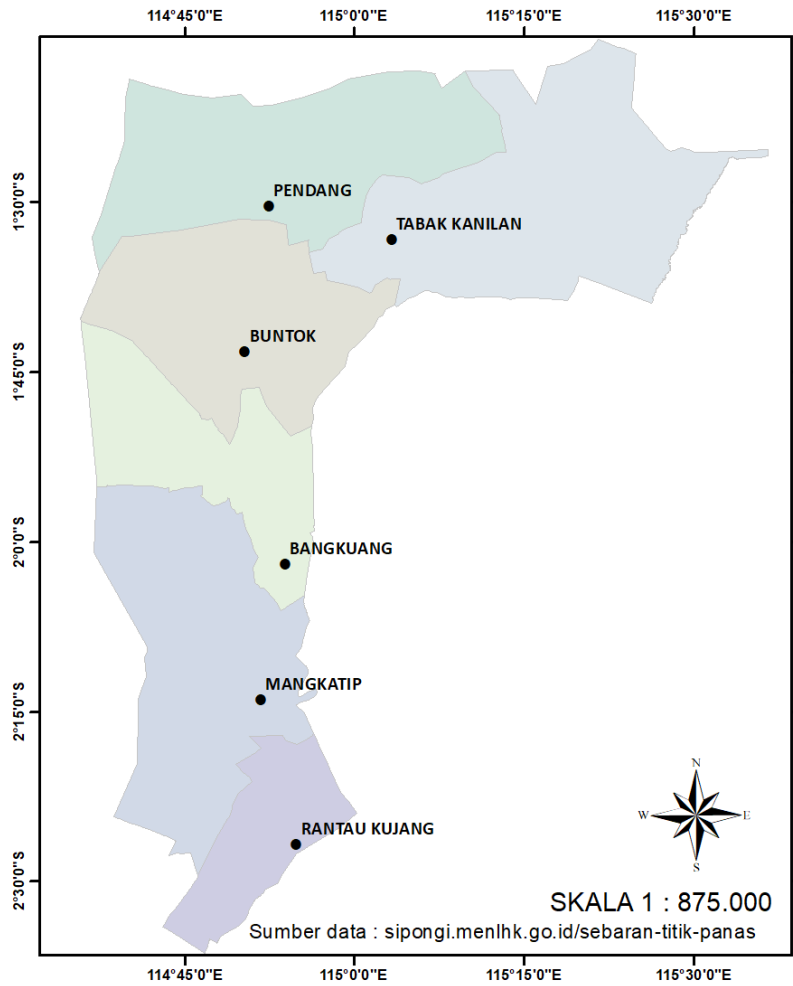 114°45'0"E 115°0'0"E 115°15'0"E 115°30'0"E
1°30'0"S
1°45'0"S
2°0'0"S
2°15'0"S
2°30'0"S
PENDANG
TABAK KANILAN
BUNTOK
BANGKUANG
MANGKATIP
RANTAU KUJANG
N
W E
S
SKALA 1 : 875.000
Sumber data : sipongi.menlhk.go.id/sebaran-titik-panas
114°45'0"E 115°0'0"E 115°15'0"E 115°30'0"E